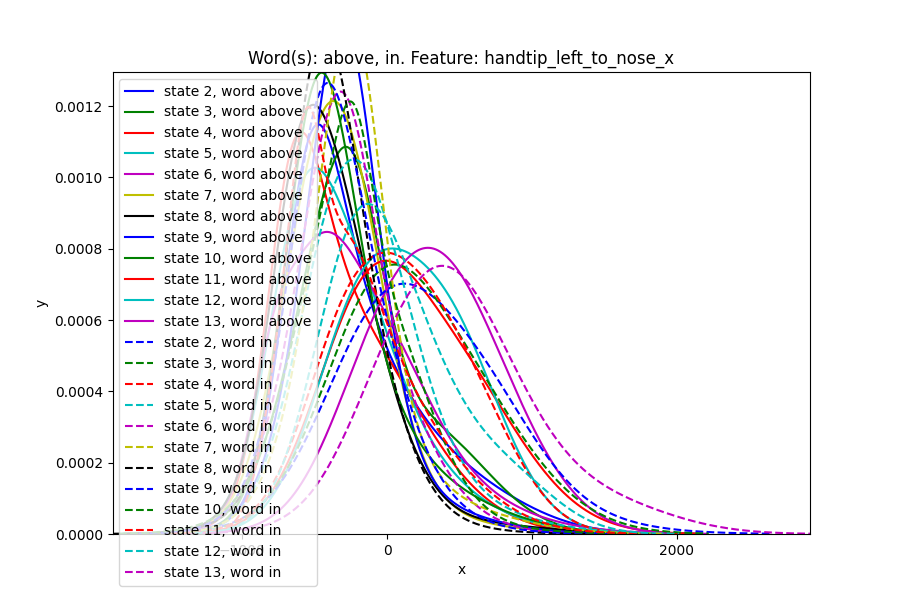 Word(s): above, in. Feature: handtip_left_to_nose_x
y
0.0012
0.0010
0.0008
0.0006
0.0004
0.0002
0.0000
state 2, word above
state 3, word above
state 4, word above
state 5, word above
state 6, word above
state 7, word above
state 8, word above
state 9, word above
state 10, word above
state 11, word above
state 12, word above
state 13, word above
state 2, word in
state 3, word in
state 4, word in
state 5, word in
state 6, word in
state 7, word in
state 8, word in
state 9, word in
state 10, word in
state 11, word in
state 12, word in
state 13, word in
−1000 0 1000 2000
x